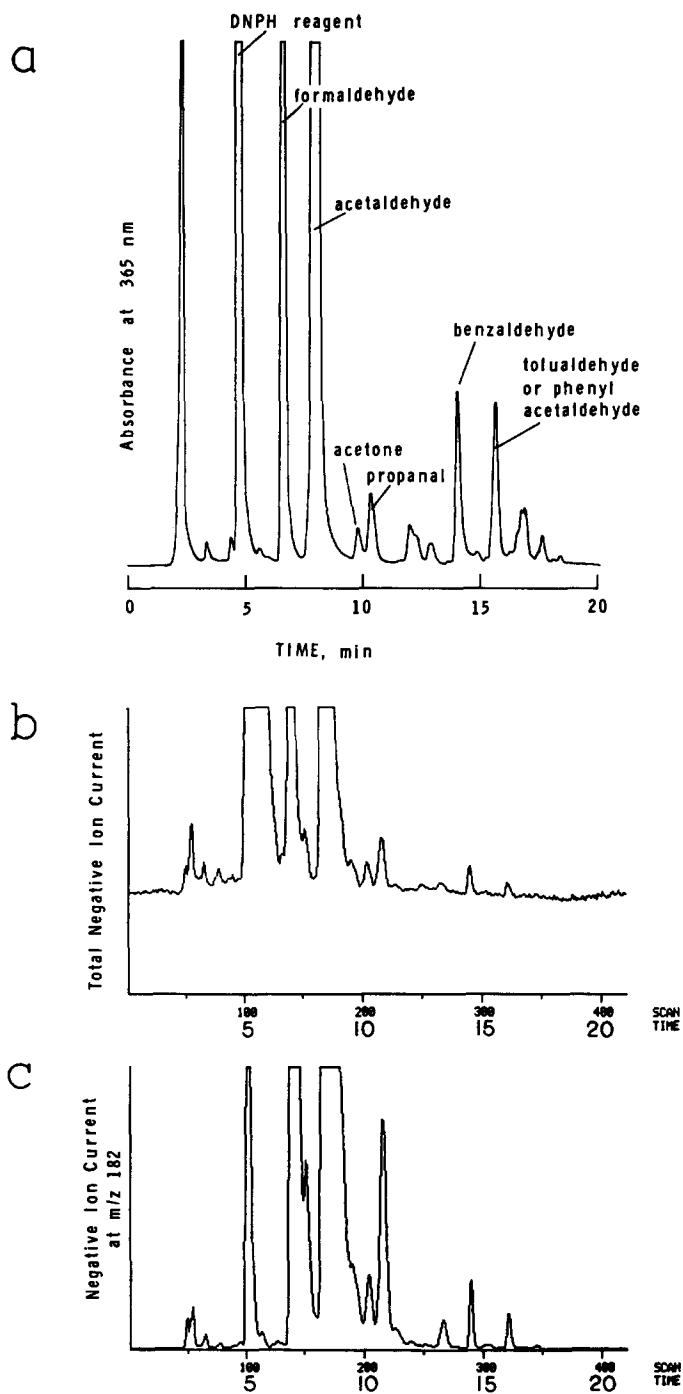 a
DNPH reagent
formaldehyde
acetaldehyde
Absorbance at 365 nm
benzaldehyde
tolualdehyde
or phenyl
acetaldehyde
acetone
propanal
0 5 10 15 20
TIME, min
b
Total Negative Ion Current
100 200 300 400 SCAN
5 10 15 20 TIME
C
Negative Ion Current
at m/z 182
100 200 300 400 SCAN
5 10 15 20 TIME